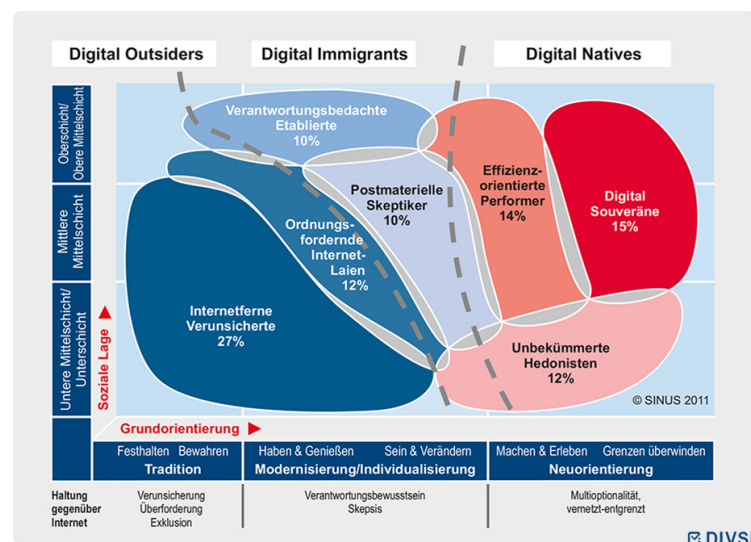 Digital Outsiders
Digital Immigrants
Digital Natives
Oberschicht/
Obere Mittelschicht
Mittlere
Mittelschicht
Untere Mittelschicht/
Unterschicht
Soziale Lage
Verantwortungsbedachte
Etablierte
10%
Postmaterielle
Skeptiker
10%
Effizienz-
orientierte
Performer
14%
Digital
Souveräne
15%
Ordnungs-
fordernde
Internet-
Laien
12%
Internetferne
Verunsicherte
27%
Unbekümmerte
Hedonisten
12%
© SINUS 2011
Grundorientierung
Festhalten Bewahren
Tradition
Haben & Genießen Sein & Verändern
Modernisierung/Individualisierung
Machen & Erleben Grenzen überwinden
Neuorientierung
Haltung
gegenüber
Internet
Verunsicherung
Überforderung
Exklusion
Verantwortungsbewusstsein
Skepsis
Multioptionalität,
vernetzt-entgrenzt
DIVSI